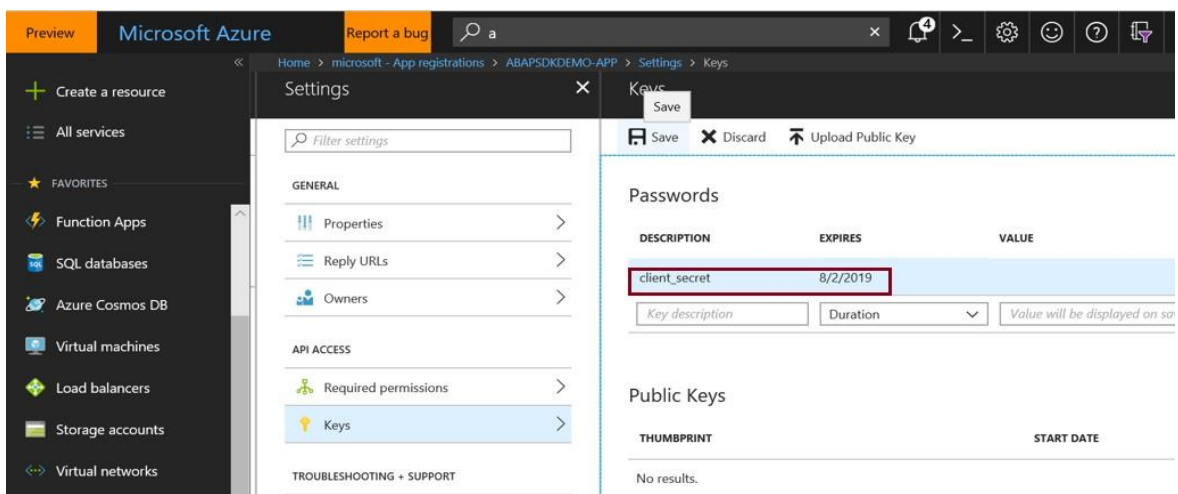 Preview
Microsoft Azure
Report a bug
a
4
Home > microsoft - App registrations > ABAPSDKDEMO-APP > Settings > Keys
Create a resource
All services
FAVORITES
Function Apps
SQL databases
Azure Cosmos DB
Virtual machines
Load balancers
Storage accounts
Virtual networks
Settings
Filter settings
GENERAL
Properties
Reply URLs
Owners
API ACCESS
Required permissions
Keys
TROUBLESHOOTING + SUPPORT
Keys
Save
Save Discard Upload Public Key
Passwords
DESCRIPTION EXPIRES VALUE
client_secret 8/2/2019
Key description Duration Value will be displayed on
Public Keys
THUMBPRINT START DATE
No results.